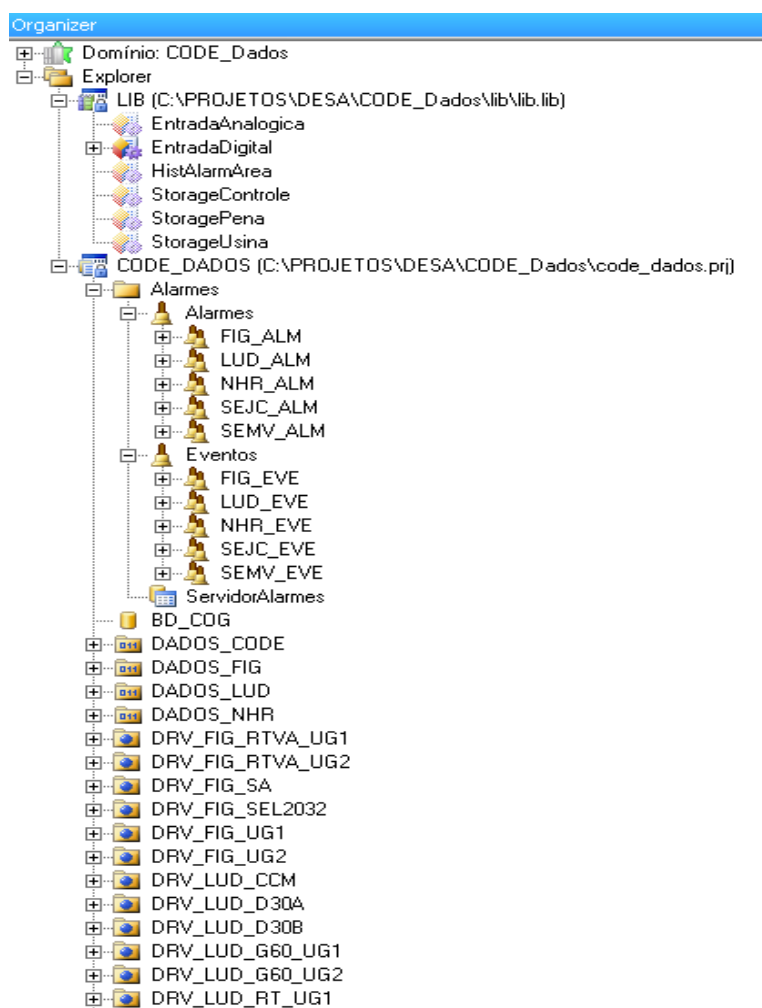 Organizer
Domínio: CODE_Dados
Explorer
LIB (C:\PROJETOS\DESA\CODE_Dados\lib\lib.lib)
EntradaAnalogica
EntradaDigital
HistAlarmArea
StorageControle
StoragePena
StorageUsina
CODE_DADOS (C:\PROJETOS\DESA\CODE_Dados\code_dados.prj)
Alarmes
Alarmes
FIG_ALM
LUD_ALM
NHR_ALM
SEJC_ALM
SEMV_ALM
Eventos
FIG_EVE
LUD_EVE
NHR_EVE
SEJC_EVE
SEMV_EVE
ServidorAlarmes
BD_COG
DADOS_CODE
DADOS_FIG
DADOS_LUD
DADOS_NHR
DRV_FIG_RTVA_UG1
DRV_FIG_RTVA_UG2
DRV_FIG_SA
DRV_FIG_SEL2032
DRV_FIG_UG1
DRV_FIG_UG2
DRV_LUD_CCM
DRV_LUD_D30A
DRV_LUD_D30B
DRV_LUD_G60_UG1
DRV_LUD_G60_UG2
DRV_LUD_RT_UG1